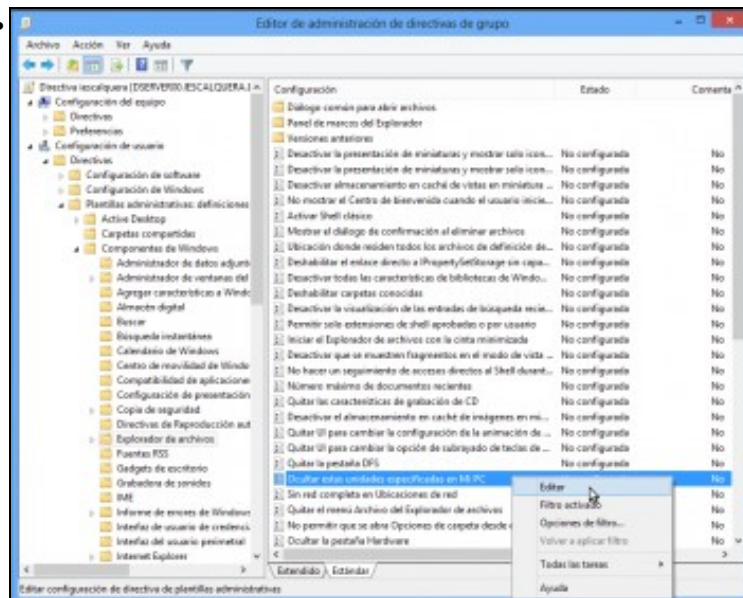 Editor de administración de directivas de grupo
Archivo Acción Ver Ayuda
Directiva iescalquera [DSERVER00.IESCALQUERA.L
Configuración del equipo
Directivas
Preferencias
Configuración de usuario
Directivas
Configuración de software
Configuración de Windows
Plantillas administrativas: definiciones
Active Desktop
Carpetas compartidas
Componentes de Windows
Administrador de datos adjunt
Administrador de ventanas del
Agregar características a Windo
Almacén digital
Buscar
Búsqueda instantánea
Calendario de Windows
Centro de movilidad de Windo
Compatibilidad de aplicacione
Configuración de presentación
Copia de seguridad
Directivas de Reproducción aut
Explorador de archivos
Fuentes RSS
Gadgets de escritorio
Grabadora de sonidos
IME
Informe de errores de Windows
Interfaz de usuario de credenci
Interfaz del usuario perimetral
Internet Explorer
Configuración Estado Comenta
Diálogo común para abrir archivos
Panel de marcos del Explorador
Versiones anteriores
Desactivar la presentación de miniaturas y mostrar solo icon... No configurada No
Desactivar la presentación de miniaturas y mostrar solo icon... No configurada No
Desactivar almacenamiento en caché de vistas en miniatura ... No configurada No
No mostrar el Centro de bienvenida cuando el usuario inicie... No configurada No
Activar Shell clásico No configurada No
Mostrar el diálogo de confirmación al eliminar archivos No configurada No
Ubicación donde residen todos los archivos de definición de... No configurada No
Deshabilitar el enlace directo a IPropertySetStorage sin capa... No configurada No
Desactivar todas las características de bibliotecas de Windo... No configurada No
Deshabilitar carpetas conocidas No configurada No
Desactivar la visualización de las entradas de búsqueda recie... No configurada No
Permitir solo extensiones de shell aprobadas o por usuario No configurada No
Iniciar el Explorador de archivos con la cinta minimizada No configurada No
Desactivar que se muestren fragmentos en el modo de vista ... No configurada No
No hacer un seguimiento de accesos directos al Shell durant... No configurada No
Número máximo de documentos recientes No configurada No
Quitar las características de grabación de CD No configurada No
Desactivar el almacenamiento en caché de imágenes en mi... No configurada No
Quitar UI para cambiar la configuración de la animación de ... No configurada No
Quitar UI para cambiar la opción de subrayado de teclas de ... No configurada No
Quitar la pestaña DFS No configurada No
Ocultar estas unidades especificadas en Mi PC No
Sin red completa en Ubicaciones de red No
Quitar el menú Archivo del Explorador de archivos No
No permitir que se abra Opciones de carpeta desde No
Ocultar la pestaña Hardware No
Editar
Filtro activado
Opciones de filtro...
Volver a aplicar filtro
Todas las tareas
Ayuda
Extendido Estándar
Editar configuración de directiva de plantillas administrativas